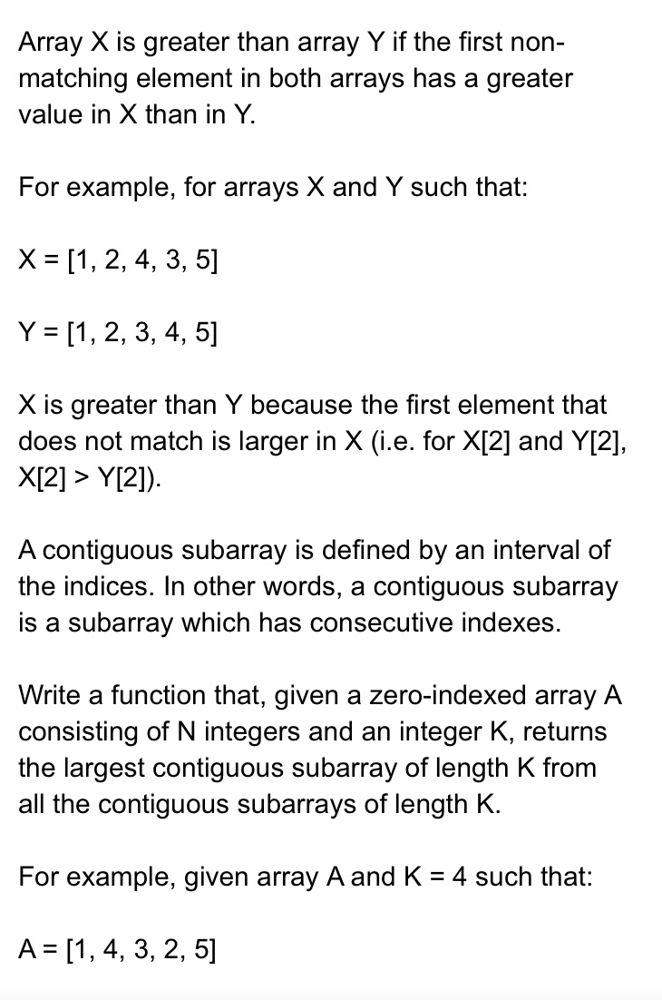 Array X is greater than array Y if the first non-
matching element in both arrays has a greater
value in X than in Y.
For example, for arrays X and Y such that:
X = [1, 2, 4, 3, 5]
Y = [1, 2, 3, 4, 5]
X is greater than Y because the first element that
does not match is larger in X (i.e. for X[2] and Y[2],
X[2] > Y[2]).
A contiguous subarray is defined by an interval of
the indices. In other words, a contiguous subarray
is a subarray which has consecutive indexes.
Write a function that, given a zero-indexed array A
consisting of N integers and an integer K, returns
the largest contiguous subarray of length K from
all the contiguous subarrays of length K.
For example, given array A and K = 4 such that:
A = [1, 4, 3, 2, 5]